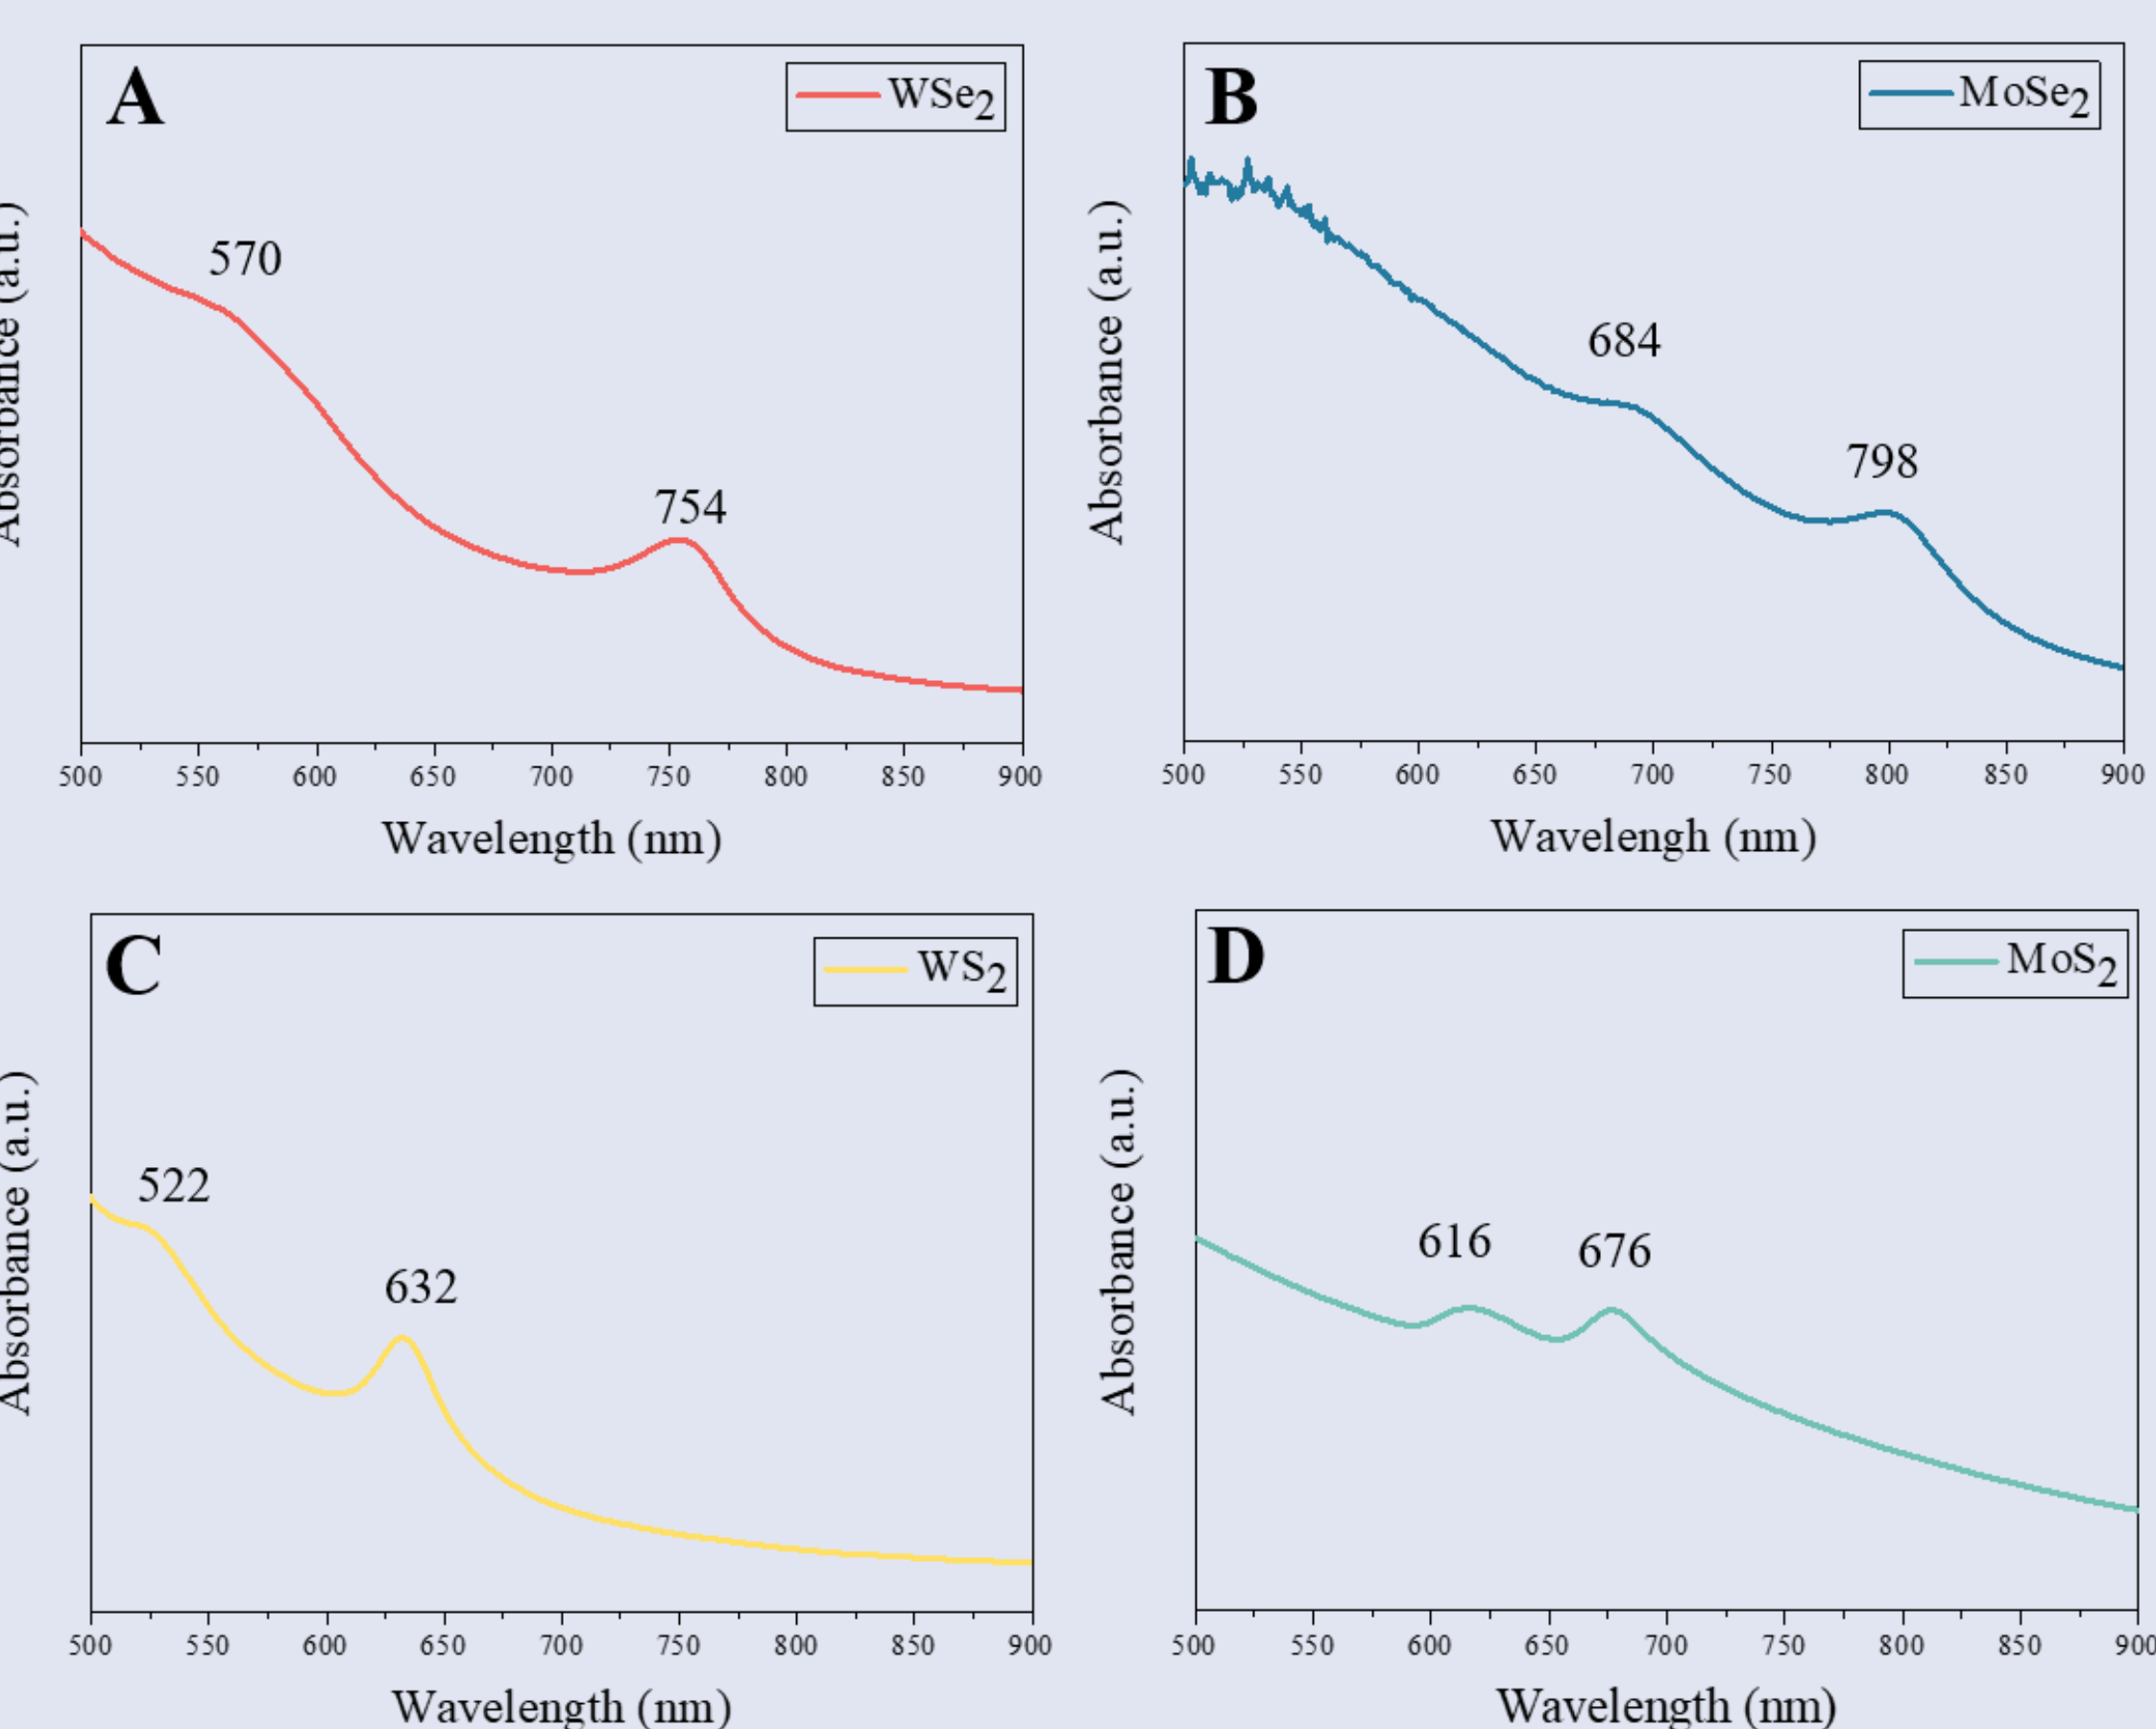 A
WSe2
570
754
Absorbance (a.u.)
500 550 600 650 700 750 800 850 900
Wavelength (nm)
B
MoSe2
684
798
Absorbance (a.u.)
500 550 600 650 700 750 800 850 900
Wavelengh (nm)
C
WS2
522
632
Absorbance (a.u.)
500 550 600 650 700 750 800 850 900
Wavelength (nm)
D
MoS2
616
676
Absorbance (a.u.)
500 550 600 650 700 750 800 850 900
Wavelength (nm)